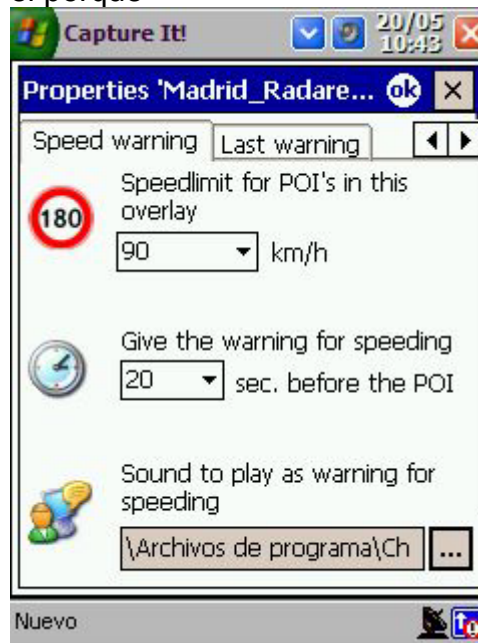 Capture It!
20/05
10:43
Properties 'Madrid_Radare... ok
Speed warning Last warning
Speedlimit for POI's in this
overlay
180
90 km/h
Give the warning for speeding
20 sec. before the POI
Sound to play as warning for
speeding
\Archivos de programa\Ch ...
Nuevo